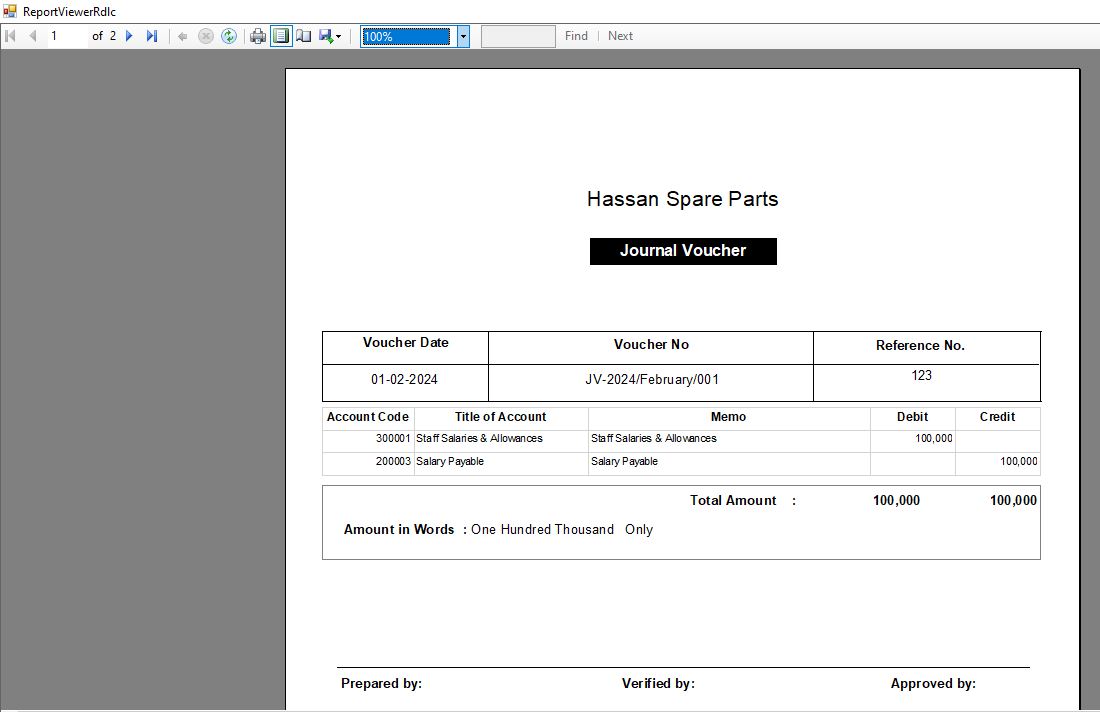 ReportViewerRdlc
1 of 2 100% Find Next
Hassan Spare Parts
Journal Voucher
Voucher Date Voucher No Reference No.
01-02-2024 JV-2024/February/001 123
Account Code Title of Account Memo Debit Credit
300001 Staff Salaries & Allowances Staff Salaries & Allowances 100,000
200003 Salary Payable Salary Payable 100,000
Total Amount : 100,000 100,000
Amount in Words : One Hundred Thousand Only
Prepared by: Verified by: Approved by: